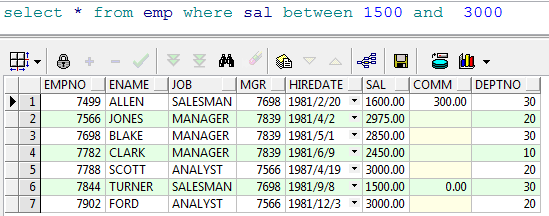 select * from emp where sal between 1500 and 3000
EMPNO ENAME JOB MGR HIREDATE SAL COMM DEPTNO
1 7499 ALLEN SALESMAN 7698 1981/2/20 1600.00 300.00 30
2 7566 JONES MANAGER 7839 1981/4/2 2975.00 20
3 7698 BLAKE MANAGER 7839 1981/5/1 2850.00 30
4 7782 CLARK MANAGER 7839 1981/6/9 2450.00 10
5 7788 SCOTT ANALYST 7566 1987/4/19 3000.00 20
6 7844 TURNER SALESMAN 7698 1981/9/8 1500.00 0.00 30
7 7902 FORD ANALYST 7566 1981/12/3 3000.00 20